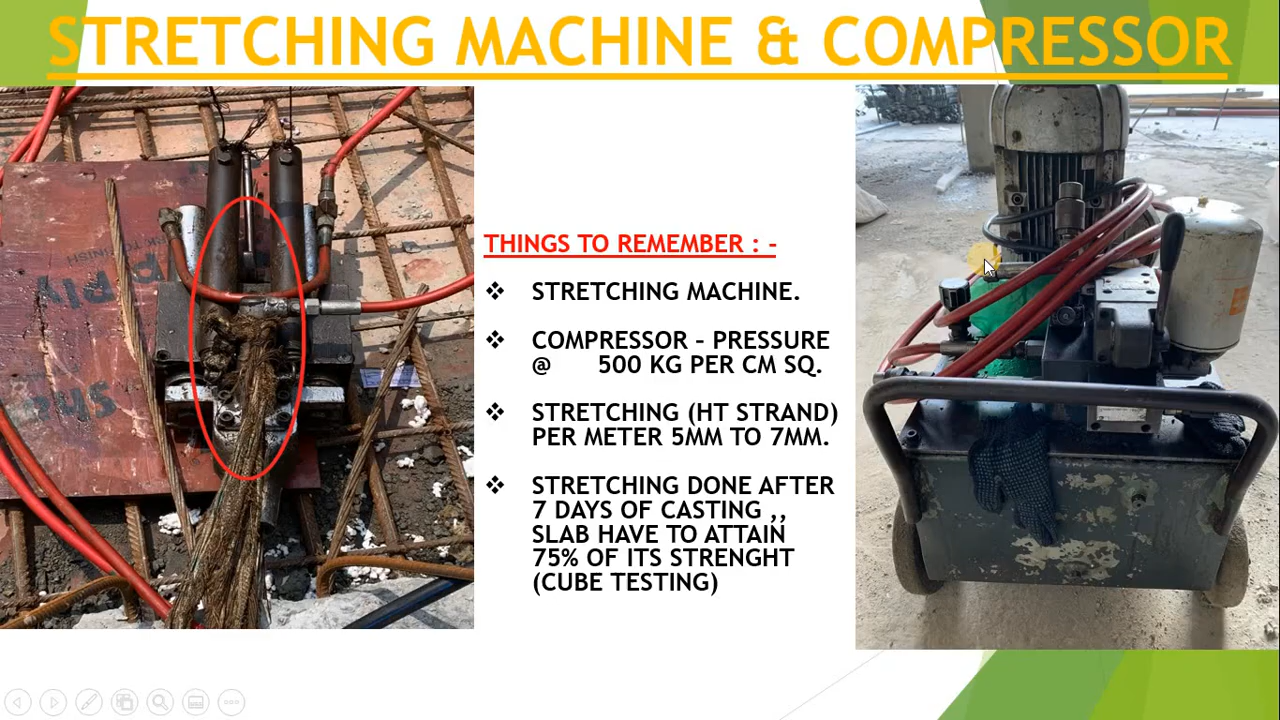 STRETCHING MACHINE & COMPRESSOR
THINGS TO REMEMBER : -
❖ STRETCHING MACHINE.
❖ COMPRESSOR – PRESSURE
@ 500 KG PER CM SQ.
❖ STRETCHING (HT STRAND)
PER METER 5MM TO 7MM.
❖ STRETCHING DONE AFTER
7 DAYS OF CASTING ,,
SLAB HAVE TO ATTAIN
75% OF ITS STRENGHT
(CUBE TESTING)